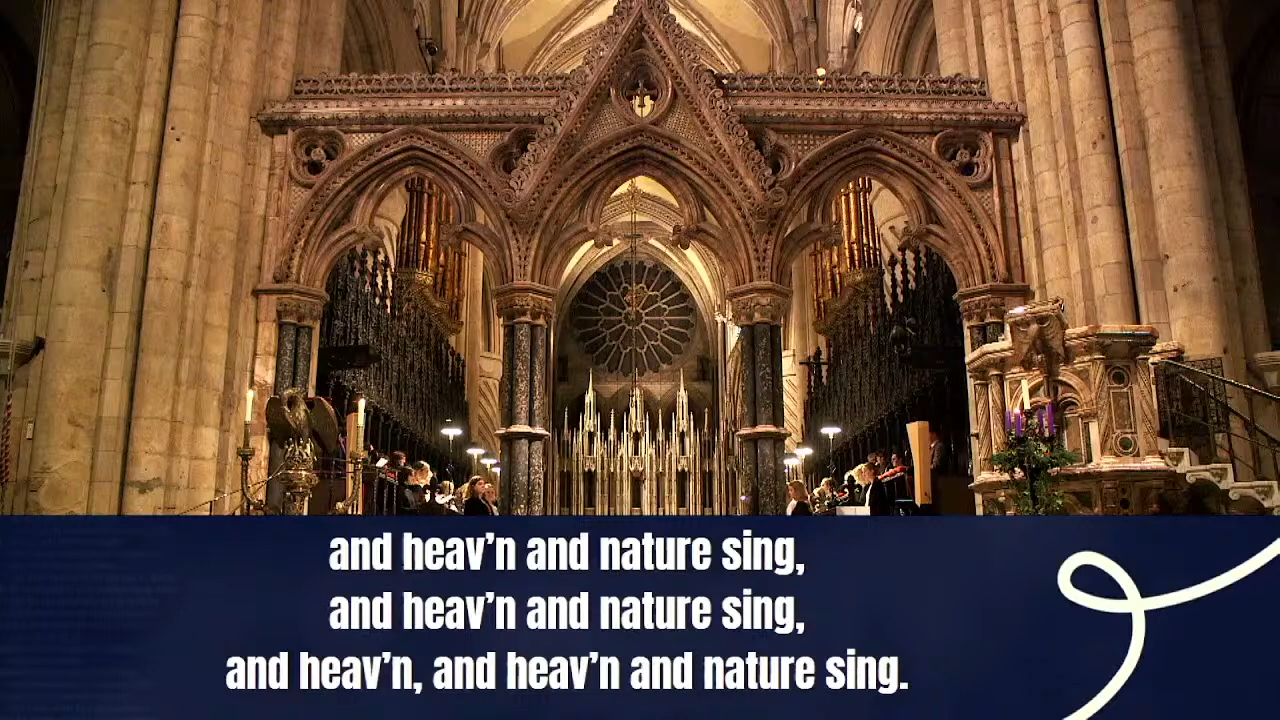 and heav’n and nature sing,
and heav’n and nature sing,
and heav’n, and heav’n and nature sing.